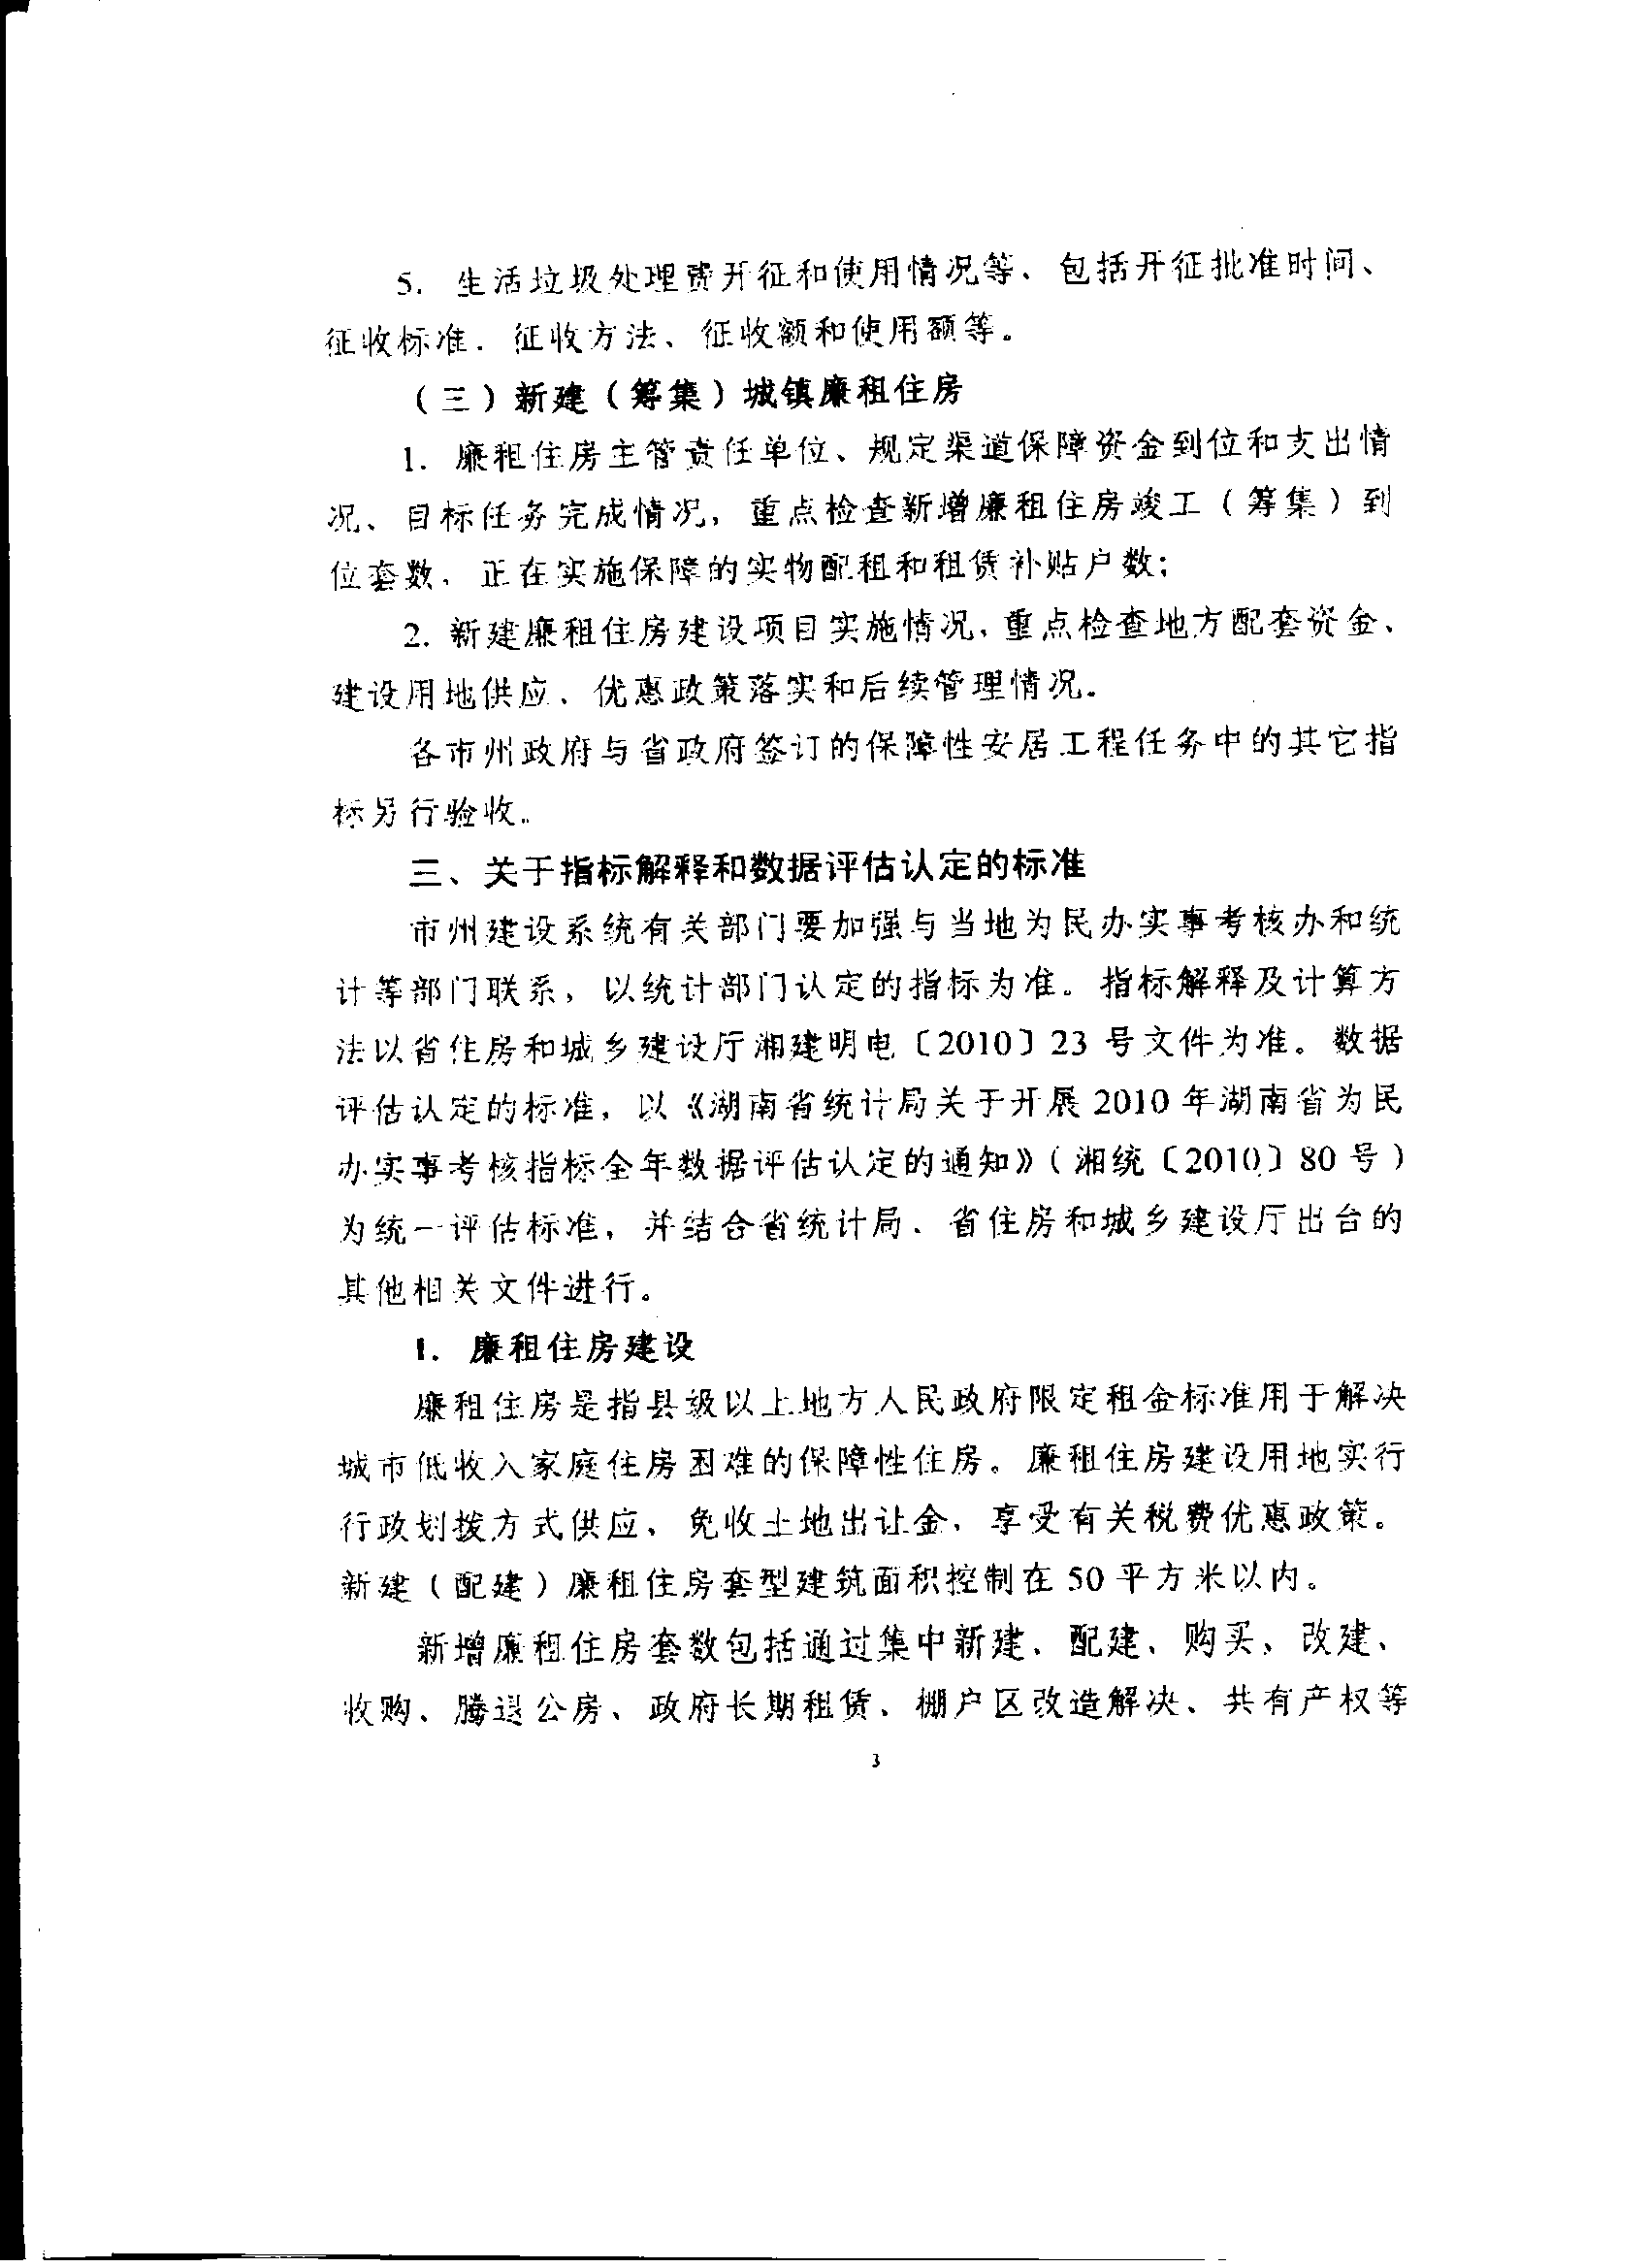 5. 生活垃圾处理费开征和使用情况等、包括开征批准时间、
征收标准、征收方法、征收额和使用额等。
（三）新建（筹集）城镇廉租住房
1. 廉租住房主管责任单位、规定渠道保障资金到位和支出情
况、目标任务完成情况，重点检查新增廉租住房竣工（筹集）到
位套数、正在实施保障的实物配租和租赁补贴户数；
2. 新建廉租住房建设项目实施情况，重点检查地方配套资金、
建设用地供应、优惠政策落实和后续管理情况。
各市州政府与省政府签订的保障性安居工程任务中的其它指
标另行验收。
三、关于指标解释和数据评估认定的标准
市州建设系统有关部门要加强与当地为民办实事考核办和统
计等部门联系，以统计部门认定的指标为准。指标解释及计算方
法以省住房和城乡建设厅湘建明电〔2010〕23 号文件为准。数据
评估认定的标准，以《湖南省统计局关于开展 2010 年湖南省为民
办实事考核指标全年数据评估认定的通知》（湘统〔2010〕80 号）
为统一评估标准，并结合省统计局、省住房和城乡建设厅出台的
其他相关文件进行。
1. 廉租住房建设
廉租住房是指县级以上地方人民政府限定租金标准用于解决
城市低收入家庭住房困难的保障性住房。廉租住房建设用地实行
行政划拨方式供应、免收土地出让金，享受有关税费优惠政策。
新建（配建）廉租住房套型建筑面积控制在 50 平方米以内。
新增廉租住房套数包括通过集中新建、配建、购买、改建、
收购、腾退公房、政府长期租赁、棚户区改造解决、共有产权等
3